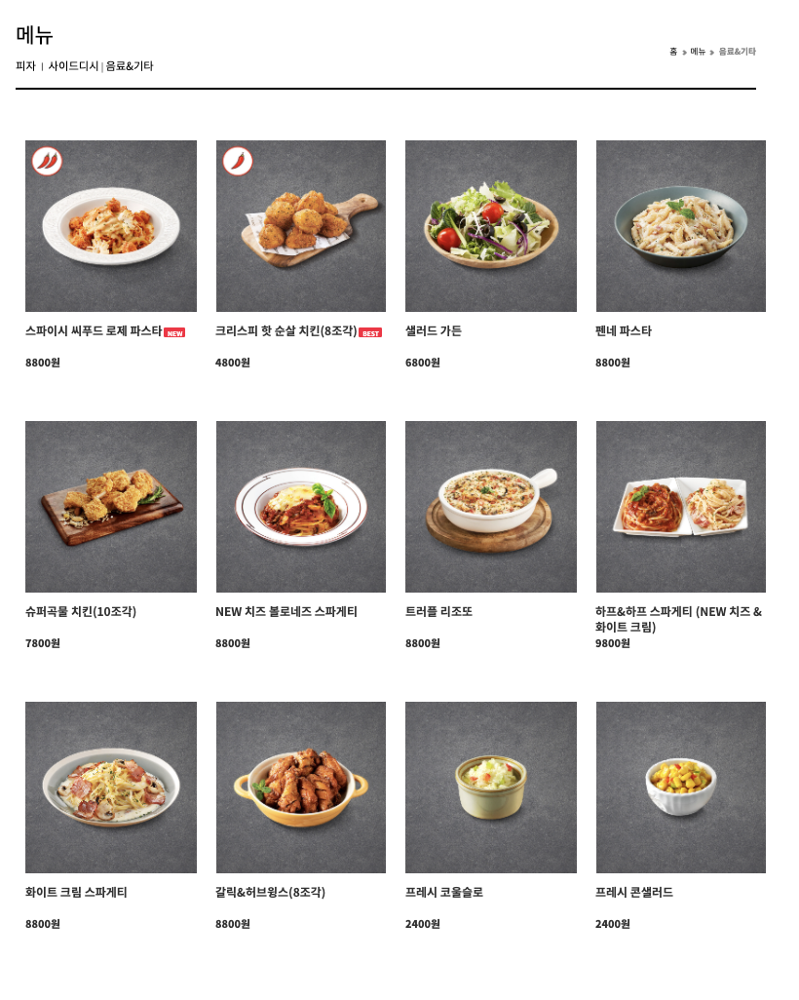 메뉴
피자 | 사이드디시 | 음료&기타
홈 » 메뉴 » 음료&기타
스파이시 씨푸드 로제 파스타 NEW
8800원
크리스피 핫 순살 치킨(8조각) BEST
4800원
샐러드 가든
6800원
펜네 파스타
8800원
슈퍼곡물 치킨(10조각)
7800원
NEW 치즈 볼로네즈 스파게티
8800원
트러플 리조또
8800원
하프&하프 스파게티 (NEW 치즈 &
화이트 크림)
9800원
화이트 크림 스파게티
8800원
갈릭&허브윙스(8조각)
8800원
프레시 코울슬로
2400원
프레시 콘샐러드
2400원